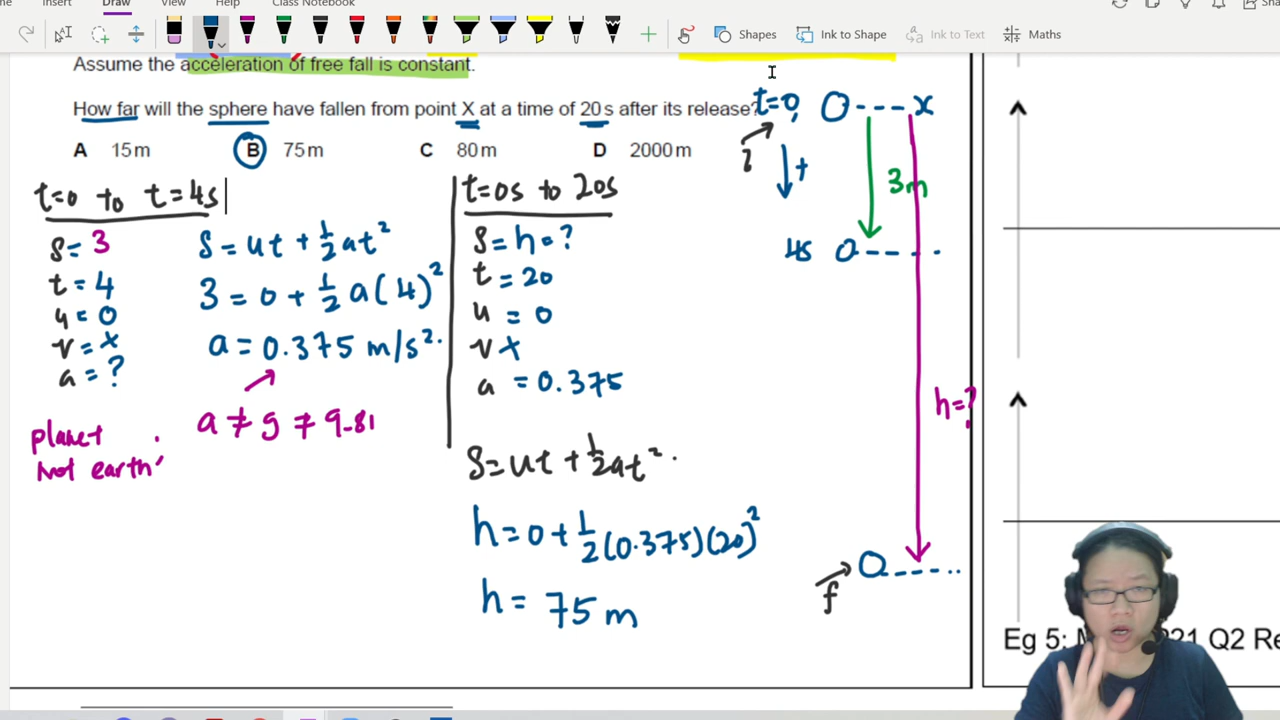 Insert Draw View Help Class Notebook
Shapes Ink to Shape Ink to Text Maths
Assume the acceleration of free fall is constant.
How far will the sphere have fallen from point X at a time of 20 s after its release?
A 15 m B 75 m C 80 m D 2000 m
t=0 to t=4s
s= 3
t= 4
u= 0
v= x
a= ?
s=ut+½at²
3=0+½a(4)²
a=0.375 m/s².
a≠g≠9.81
planet
not earth
t=0s to 20s
s=h=?
t=20
u=0
v x
a=0.375
s=ut+½at².
h=0+½(0.375)(20)²
h= 75 m
t=0, x
i
+
3m
4s
h=?
f
Eg 5:
21 Q2 Re